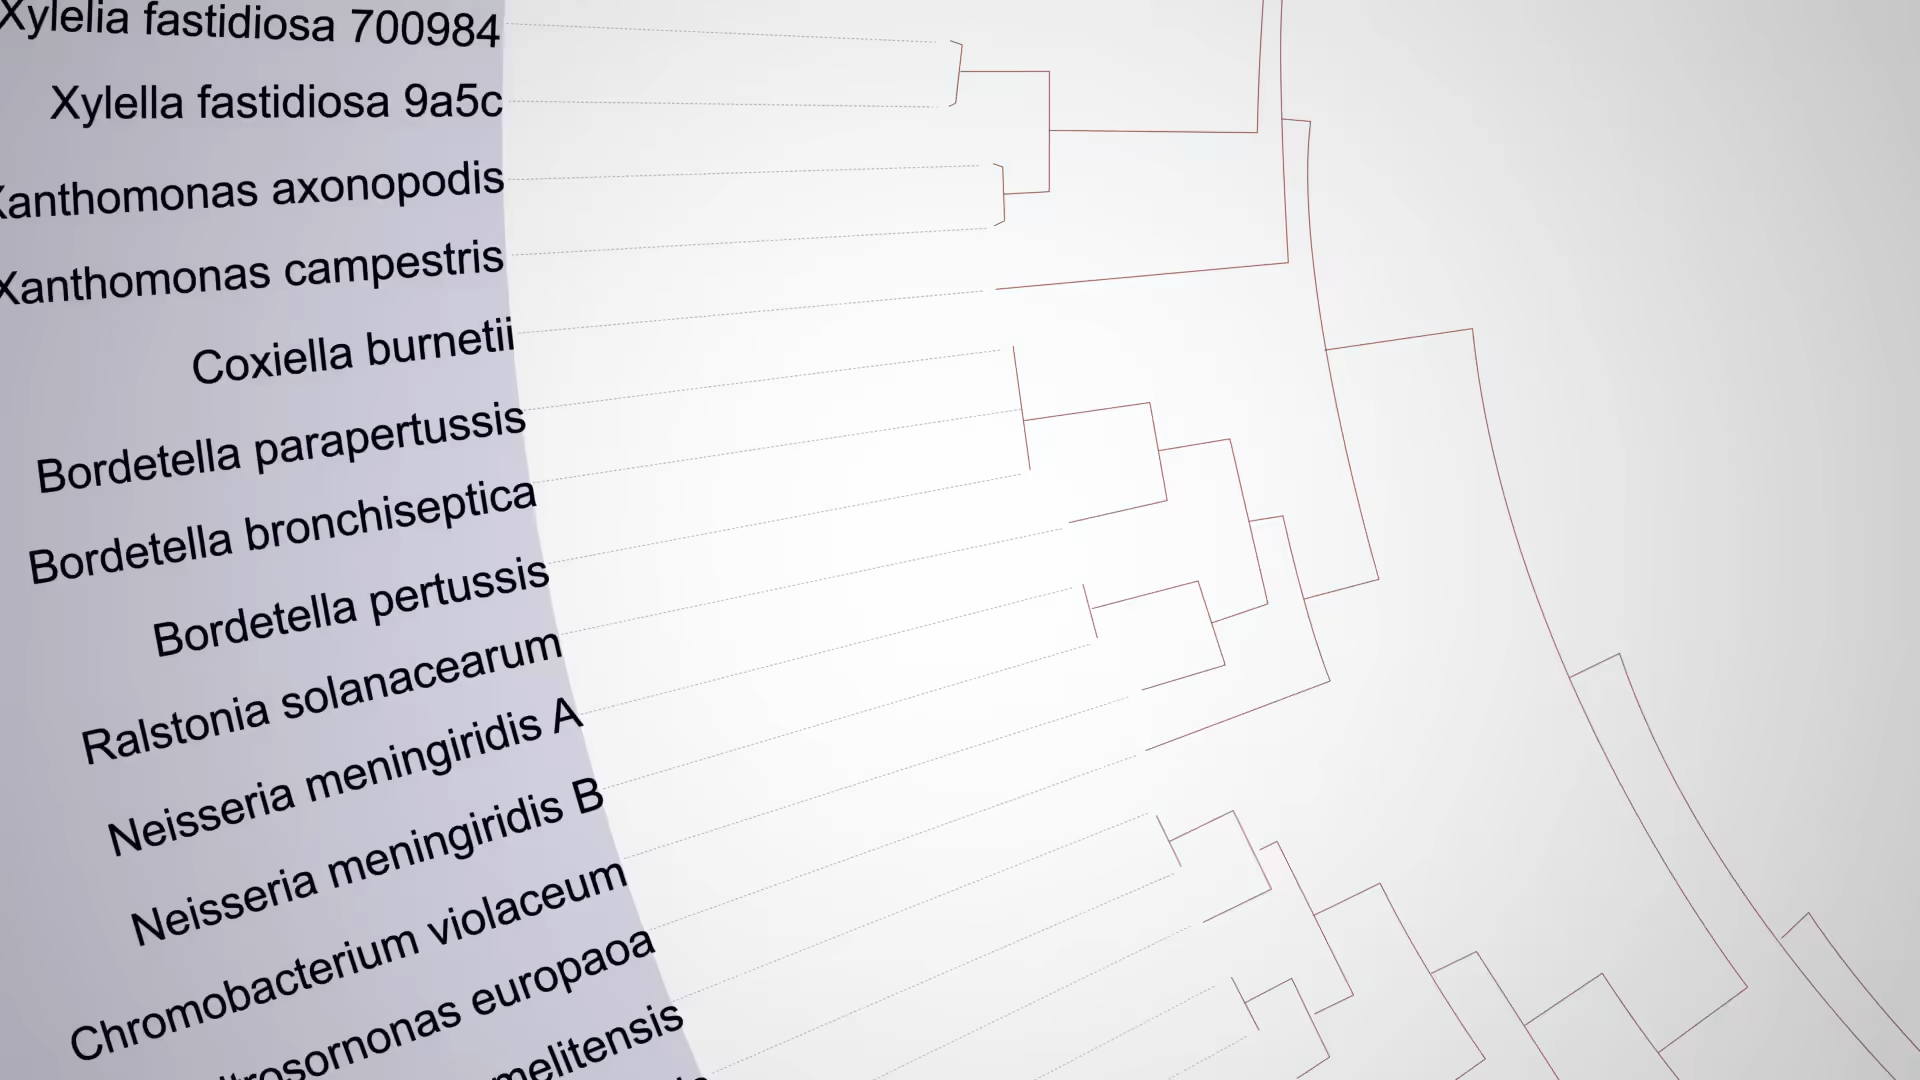 Xylelia fastidiosa 700984
Xylella fastidiosa 9a5c
Xanthomonas axonopodis
Xanthomonas campestris
Coxiella burnetii
Bordetella parapertussis
Bordetella bronchiseptica
Bordetella pertussis
Ralstonia solanacearum
Neisseria meningiridis A
Neisseria meningiridis B
Chromobacterium violaceum
europaoa
melitensis